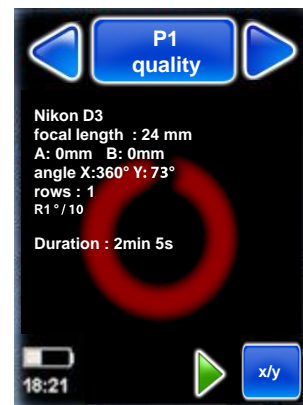 P1
quality
Nikon D3
focal length : 24 mm
A: 0mm B: 0mm
angle X:360° Y: 73°
rows : 1
R1 °/ 10
Duration : 2min 5s
18:21
x/y